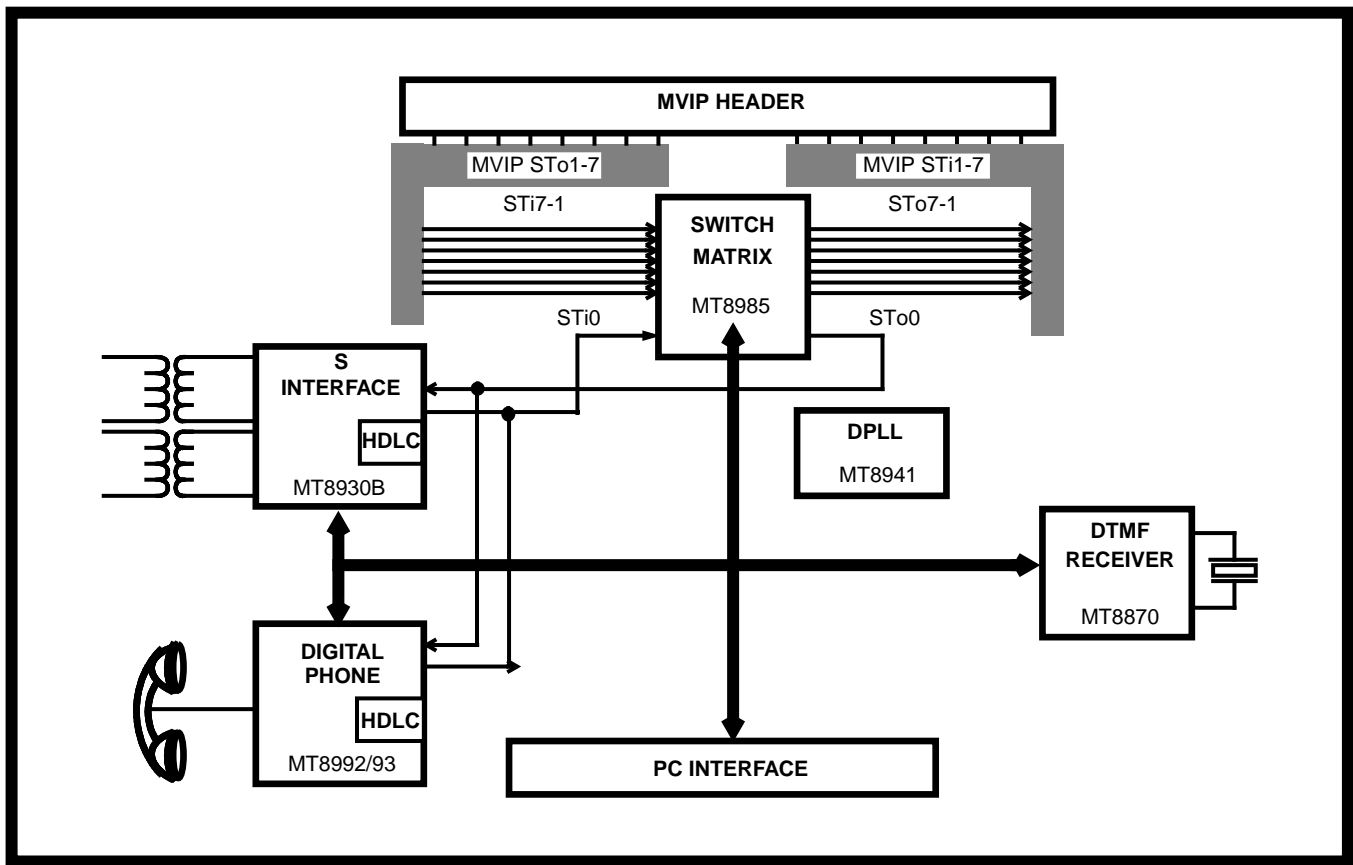 MVIP HEADER
MVIP STo1-7
MVIP STi1-7
STi7-1
STo7-1
SWITCH
MATRIX
MT8985
STi0
STo0
S
INTERFACE
HDLC
MT8930B
DPLL
MT8941
DTMF
RECEIVER
MT8870
DIGITAL
PHONE
HDLC
MT8992/93
PC INTERFACE